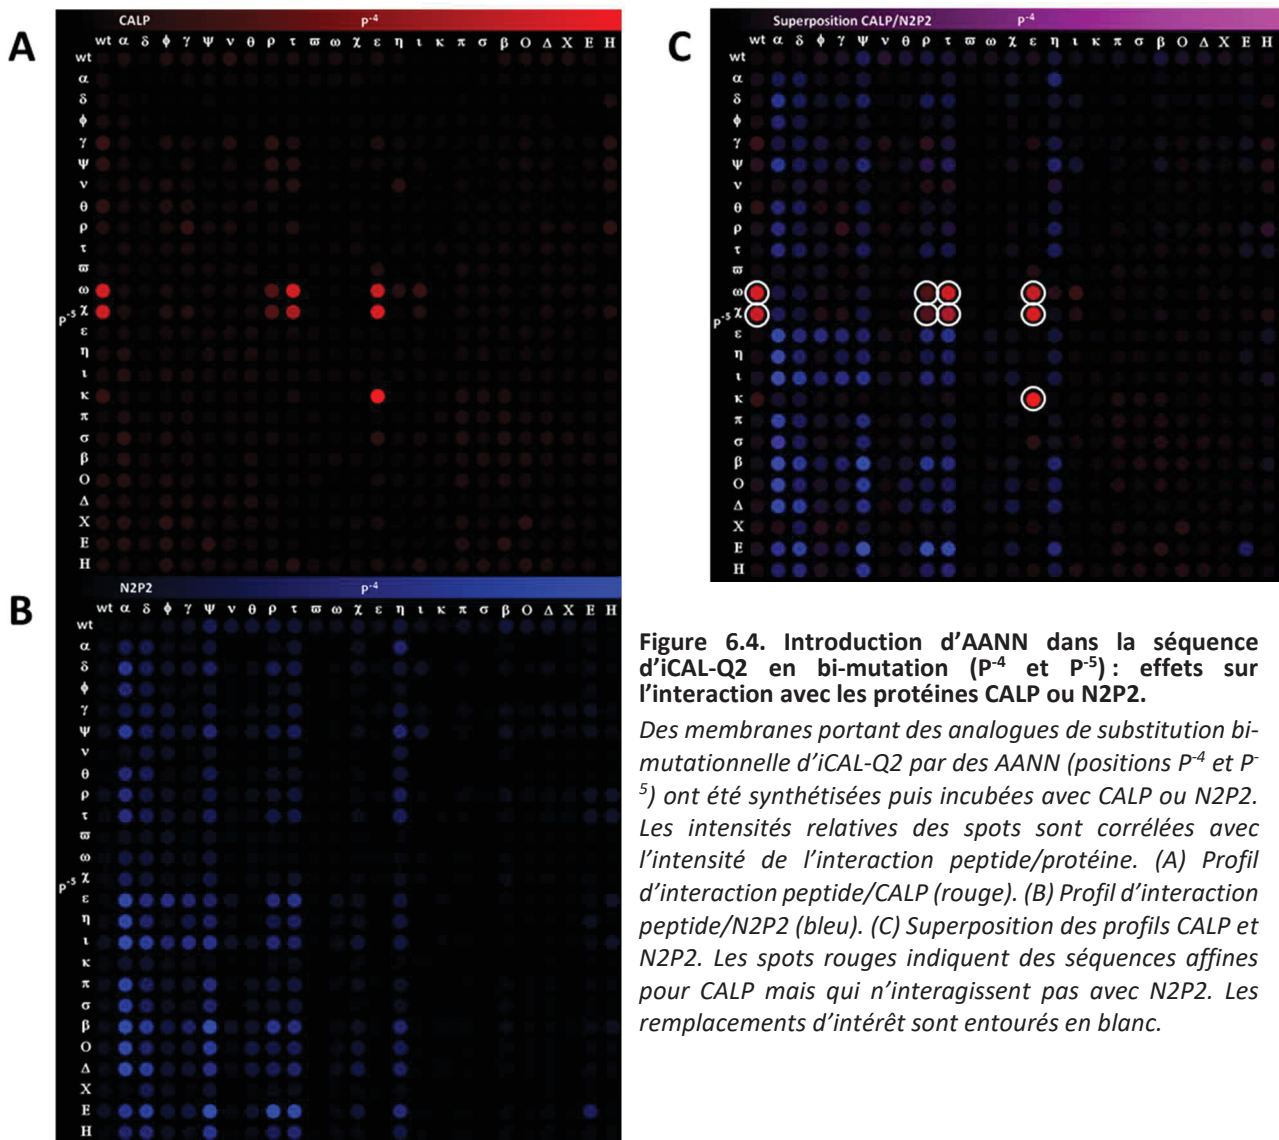 A
CALP P-4
wt α δ ϕ γ Ψ ν θ ρ τ ϖ ω χ ε η ι κ π σ β O Δ X E H
wt
α
δ
ϕ
γ
Ψ
ν
θ
ρ
τ
ϖ
ω
P-5 χ
ε
η
ι
κ
π
σ
β
O
Δ
X
E
H
B
N2P2 P-4
wt α δ ϕ γ Ψ ν θ ρ τ ϖ ω χ ε η ι κ π σ β O Δ X E H
wt
α
δ
ϕ
γ
Ψ
ν
θ
ρ
τ
ϖ
ω
P-5 χ
ε
η
ι
κ
π
σ
β
O
Δ
X
E
H
C
Superposition CALP/N2P2 P-4
wt α δ ϕ γ Ψ ν θ ρ τ ϖ ω χ ε η ι κ π σ β O Δ X E H
wt
α
δ
ϕ
γ
Ψ
ν
θ
ρ
τ
ϖ
ω
P-5 χ
ε
η
ι
κ
π
σ
β
O
Δ
X
E
H
Figure 6.4. Introduction d’AANN dans la séquence
d’iCAL-Q2 en bi-mutation (P-4 et P-5) : effets sur
l’interaction avec les protéines CALP ou N2P2.
Des membranes portant des analogues de substitution bi-
mutationnelle d’iCAL-Q2 par des AANN (positions P-4 et P-
5) ont été synthétisées puis incubées avec CALP ou N2P2.
Les intensités relatives des spots sont corrélées avec
l’intensité de l’interaction peptide/protéine. (A) Profil
d’interaction peptide/CALP (rouge). (B) Profil d’interaction
peptide/N2P2 (bleu). (C) Superposition des profils CALP et
N2P2. Les spots rouges indiquent des séquences affines
pour CALP mais qui n’interagissent pas avec N2P2. Les
remplacements d’intérêt sont entourés en blanc.